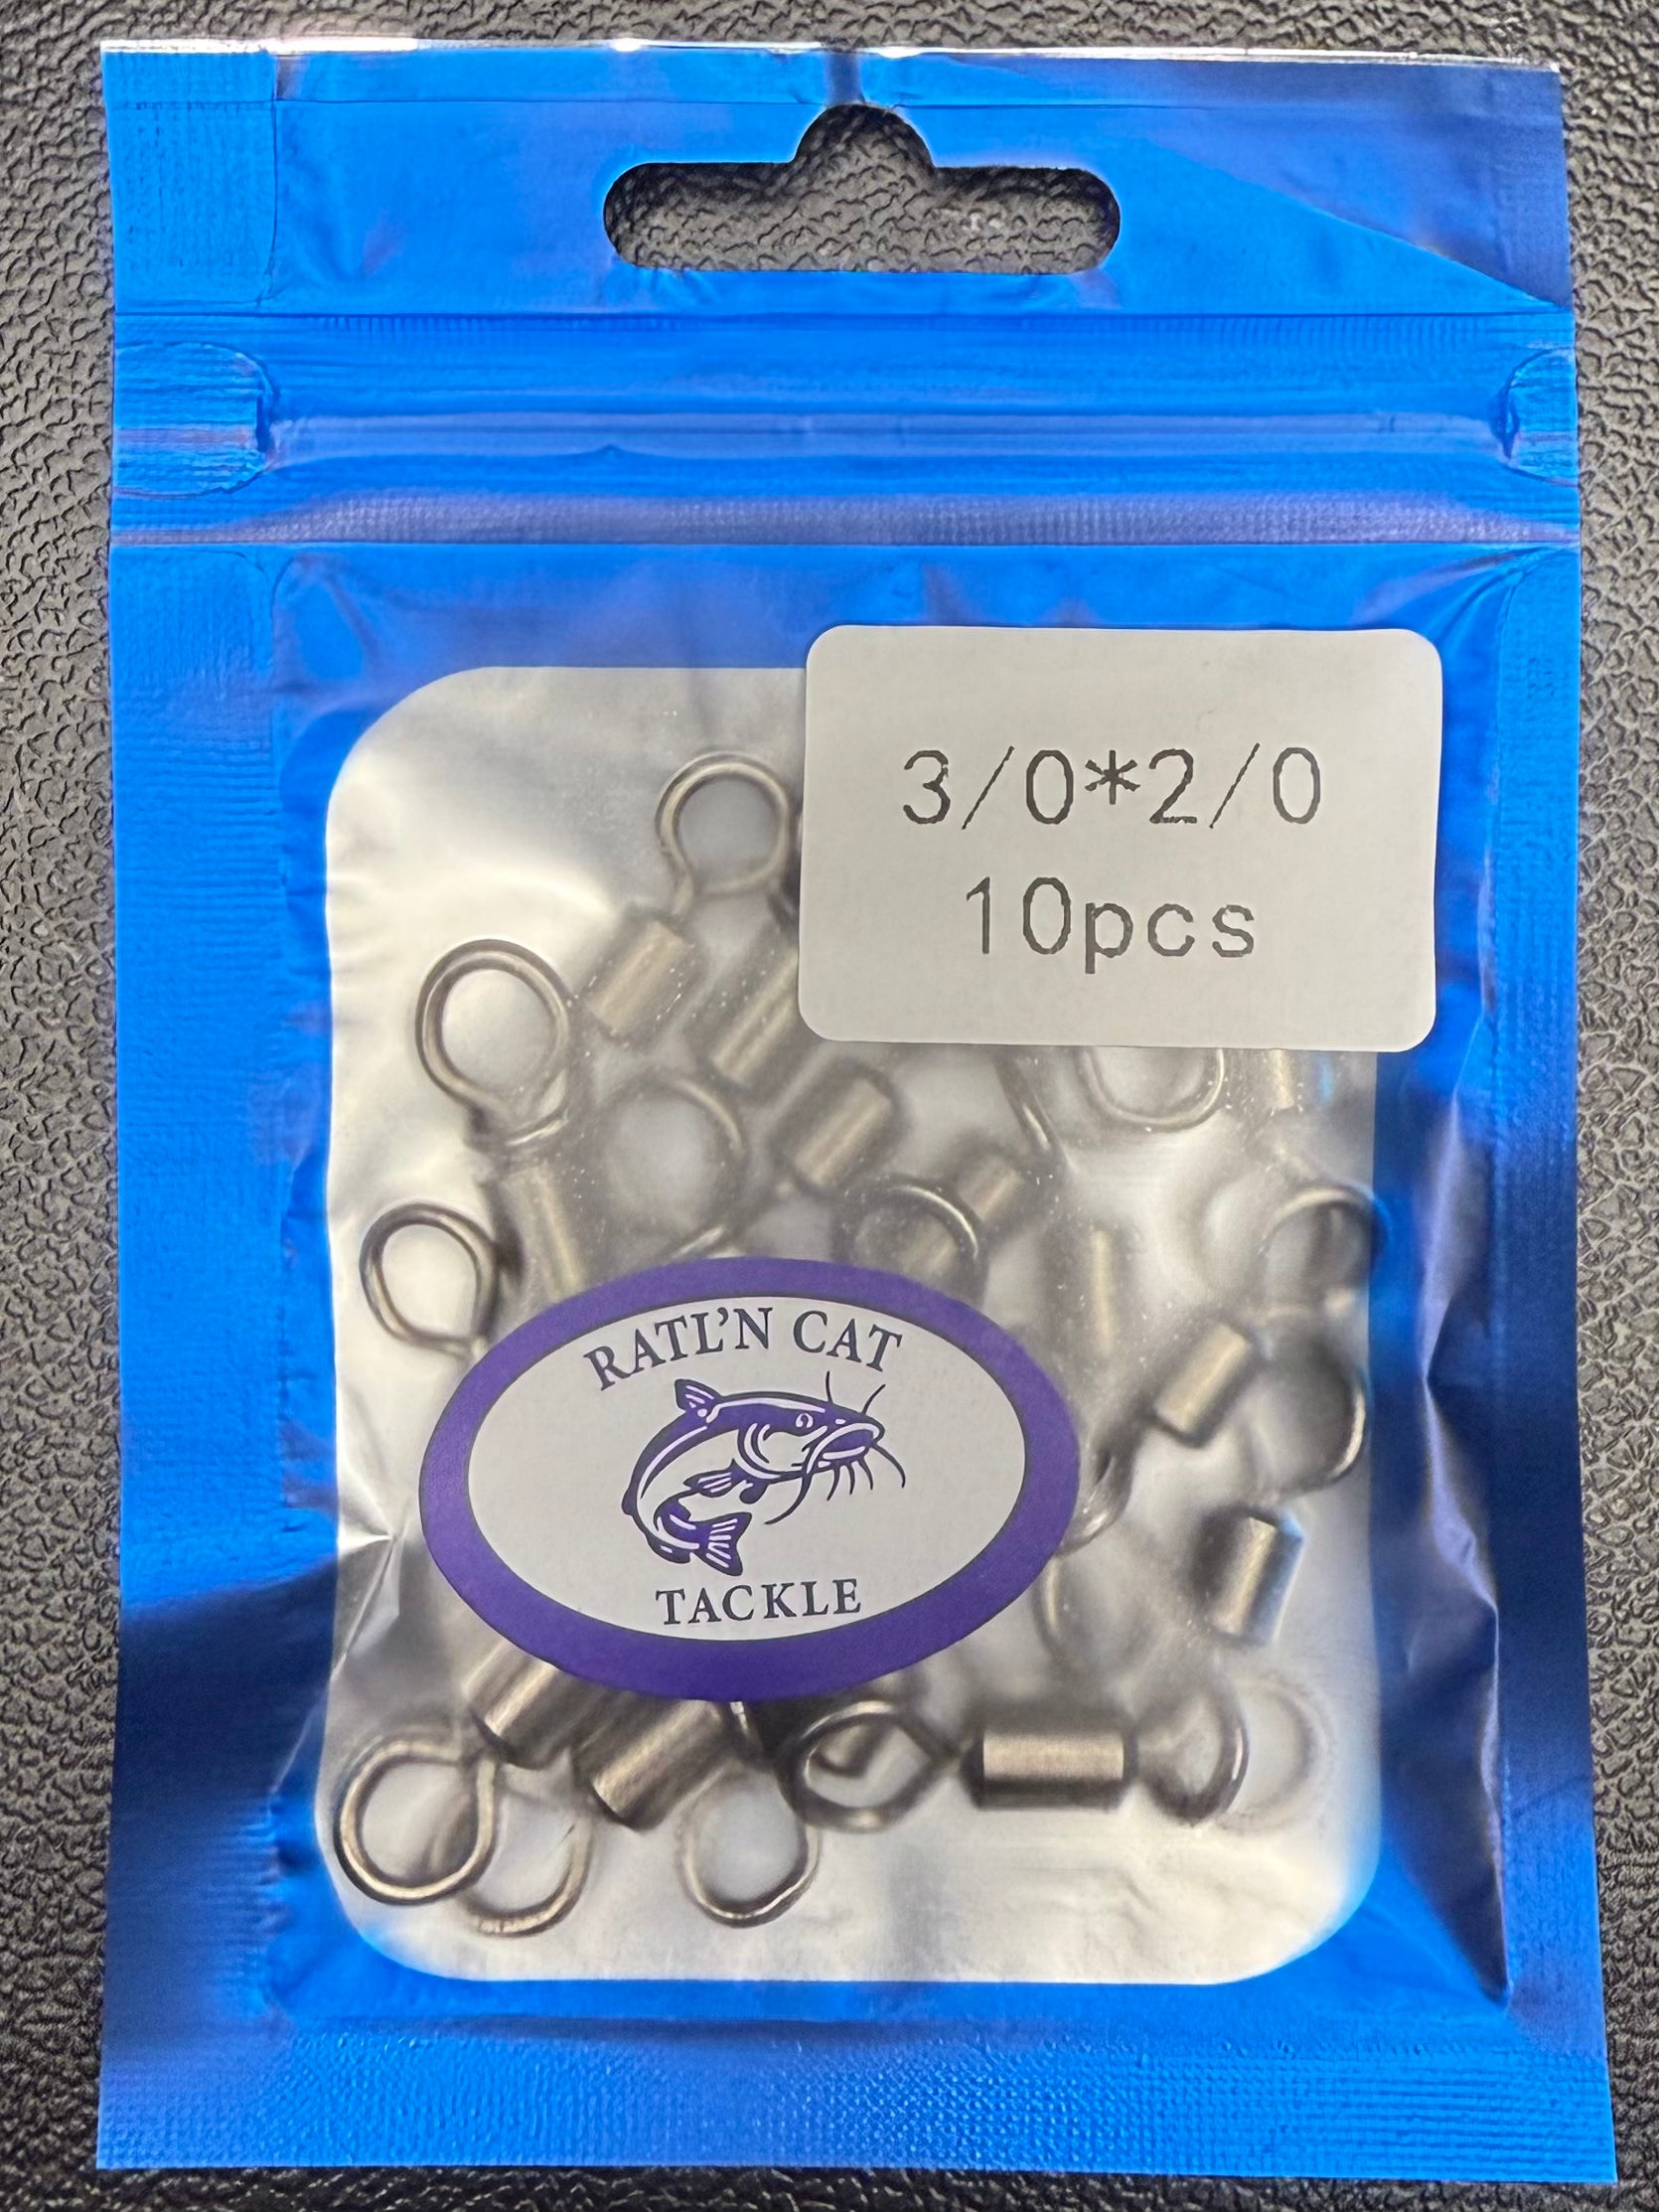 3/0*2/0
10pcs
RATL'N CAT
TACKLE